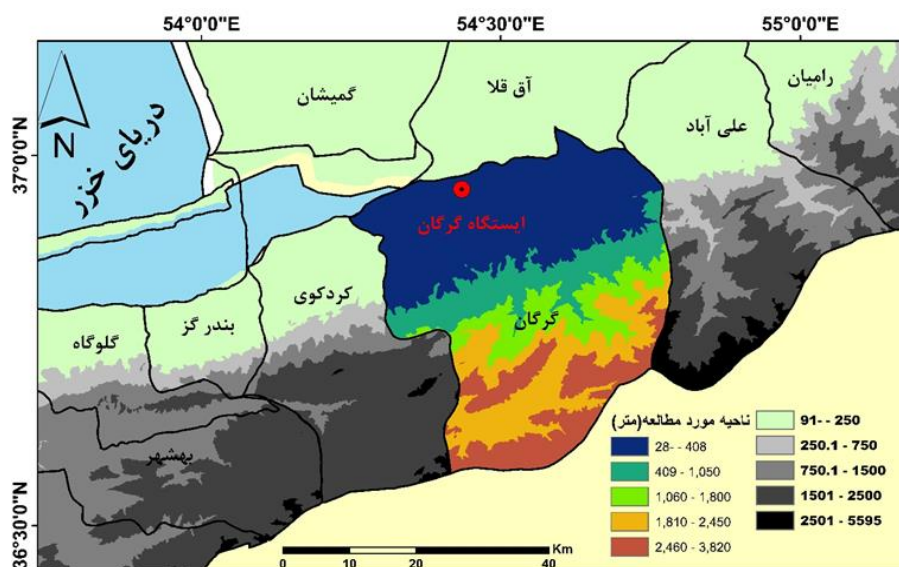 54°0'0"E
54°30'0"E
55°0'0"E
37°0'0"N
36°30'0"N
N
دریای خزر
گمیشان
آق قلا
علی آباد
رامیان
ایستگاه گرگان
کردکوی
بندر گز
گلوگاه
گرگان
بهشهر
ناحیه مورد مطالعه(متر)
28- - 408
409 - 1,050
1,060 - 1,800
1,810 - 2,450
2,460 - 3,820
91- - 250
250.1 - 750
750.1 - 1500
1501 - 2500
2501 - 5595
0 10 20 40
Km